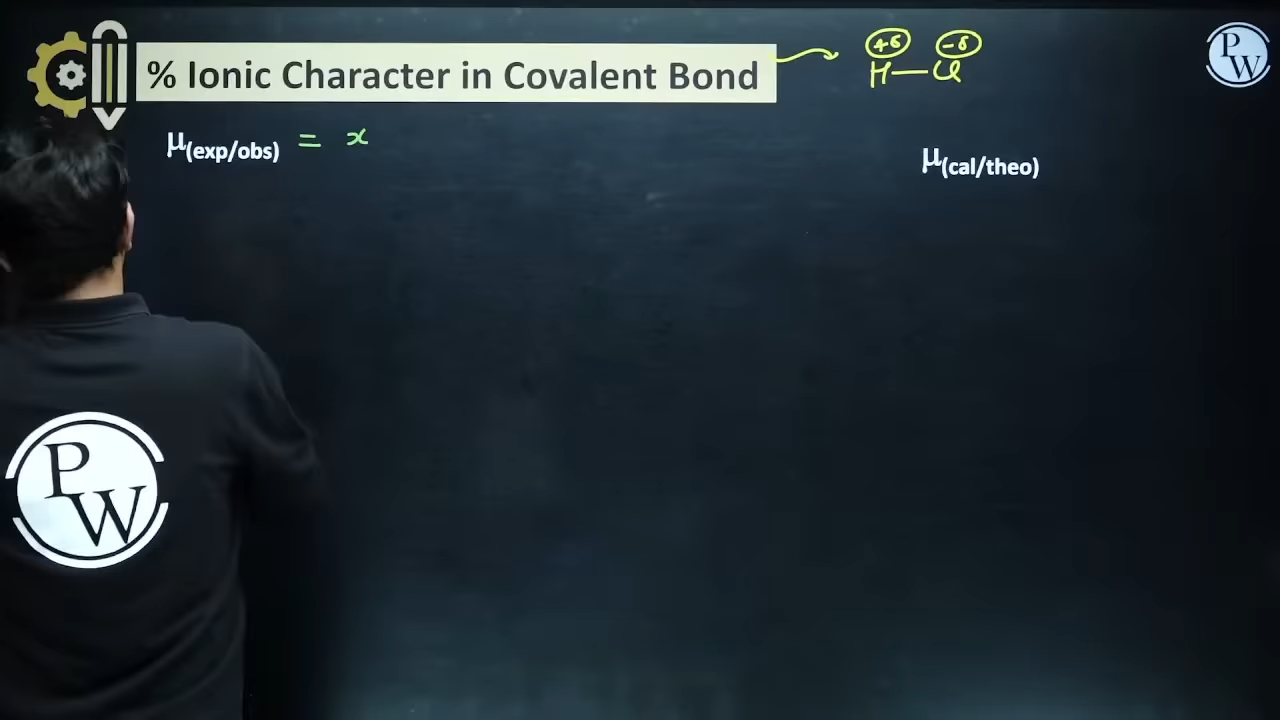 % Ionic Character in Covalent Bond
+δ -δ
H—Cl
μ(exp/obs) = x
μ(cal/theo)
PW
PW